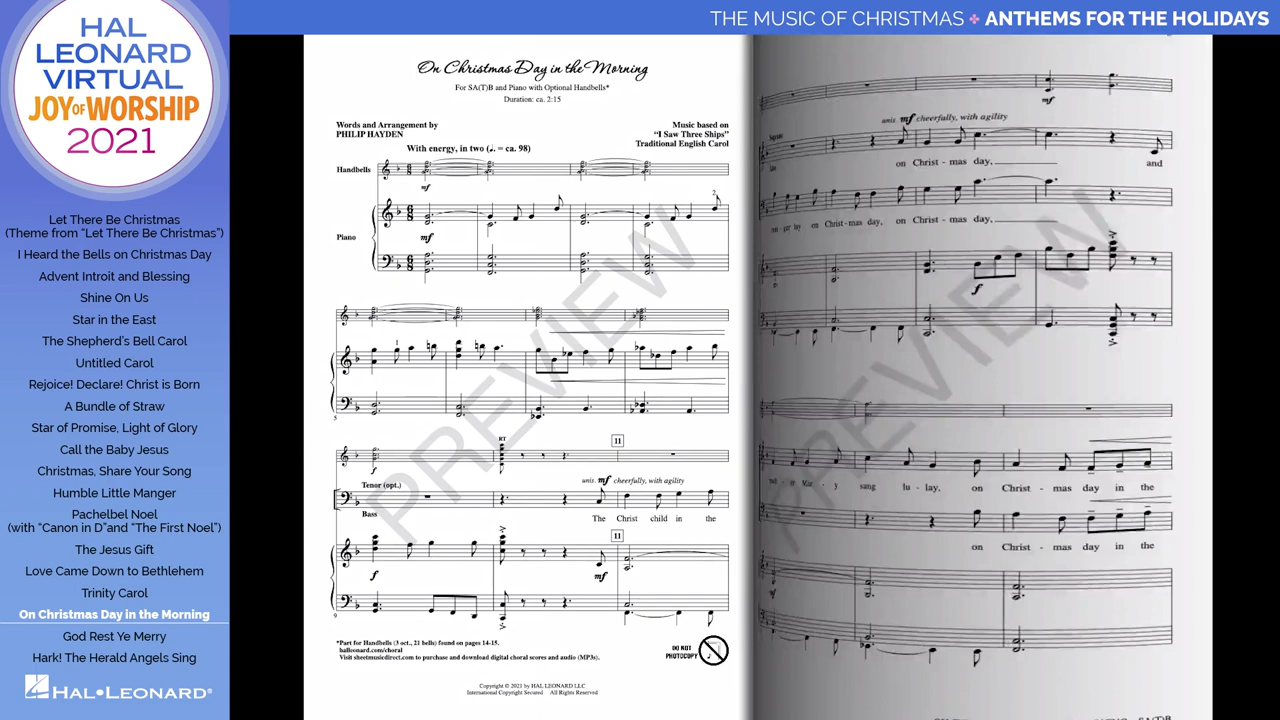 HAL
LEONARD
VIRTUAL
JOY OF WORSHIP
2021
THE MUSIC OF CHRISTMAS ANTHEMS FOR THE HOLIDAYS
Let There Be Christmas
(Theme from “Let There Be Christmas”)
I Heard the Bells on Christmas Day
Advent Introit and Blessing
Shine On Us
Star in the East
The Shepherd’s Bell Carol
Untitled Carol
Rejoice! Declare! Christ is Born
A Bundle of Straw
Star of Promise, Light of Glory
Call the Baby Jesus
Christmas, Share Your Song
Humble Little Manger
Pachelbel Noel
(with “Canon in D”and “The First Noel”)
The Jesus Gift
Love Came Down to Bethlehem
Trinity Carol
On Christmas Day in the Morning
God Rest Ye Merry
Hark! The Herald Angels Sing
HAL•LEONARD®
On Christmas Day in the Morning
For SA(T)B and Piano with Optional Handbells*
Duration: ca. 2:15
Words and Arrangement by
PHILIP HAYDEN
Music based on
“I Saw Three Ships”
Traditional English Carol
With energy, in two (♩. = ca. 98)
Handbells
mf
2
Piano
mf
1
5
RT
11
f
unis. mf cheerfully, with agility
Tenor (opt.)
Bass
The Christ child in the
11
f
mf
9
*Part for Handbells (3 oct., 21 bells) found on pages 14-15.
halleonard.com/choral
Visit sheetmusicdirect.com to purchase and download digital choral scores and audio (MP3s).
DO NOT
PHOTOCOPY
Copyright © 2021 by HAL LEONARD LLC
International Copyright Secured All Rights Reserved
PREVIEW
mf
unis mf cheerfully, with agility
Soprano
on Christ - mas day, and
lay on Christ-mas day, on Christ - mas day,
f
y sang lu - lay, on Christ - mas day in the
on Christ - mas day in the
PREVIEW